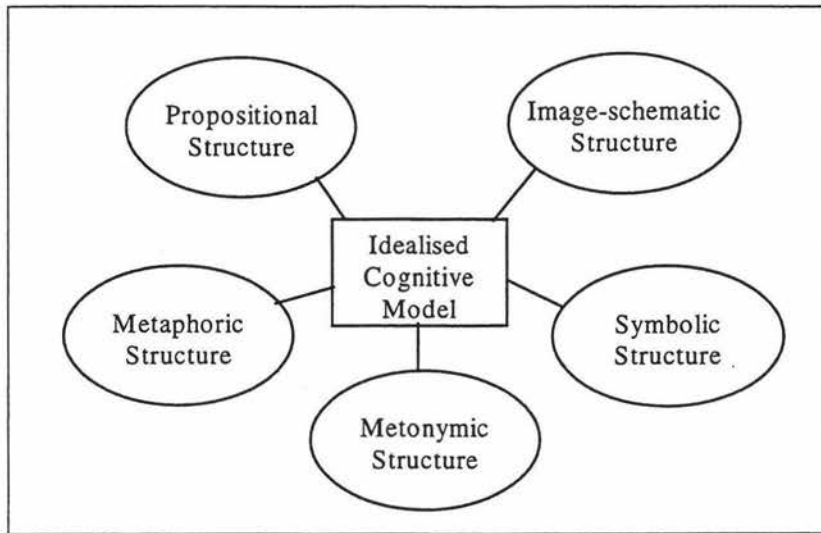 Propositional
Structure
Image-schematic
Structure
Idealised
Cognitive
Model
Metaphoric
Structure
Symbolic
Structure
Metonymic
Structure